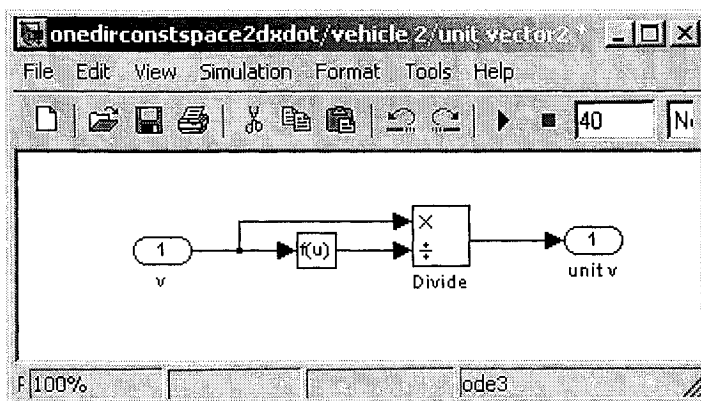 onedirconstspace2dxdot/vehicle 2/unit vector2 *
File Edit View Simulation Format Tools Help
40
1
v
f(u)
×
÷
Divide
1
unit v
100%
ode3